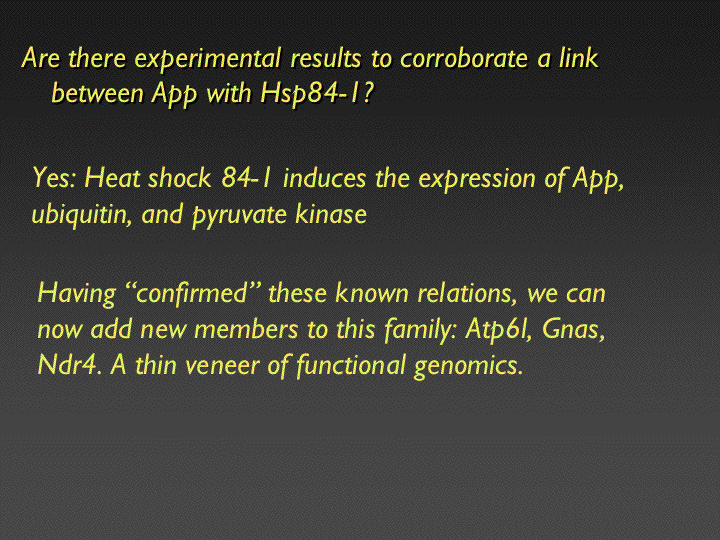 Are there experimental results to corroborate a link
between App with Hsp84-1?
Yes: Heat shock 84-1 induces the expression of App,
ubiquitin, and pyruvate kinase
Having “confirmed” these known relations, we can
now add new members to this family: Atp6l, Gnas,
Ndr4. A thin veneer of functional genomics.